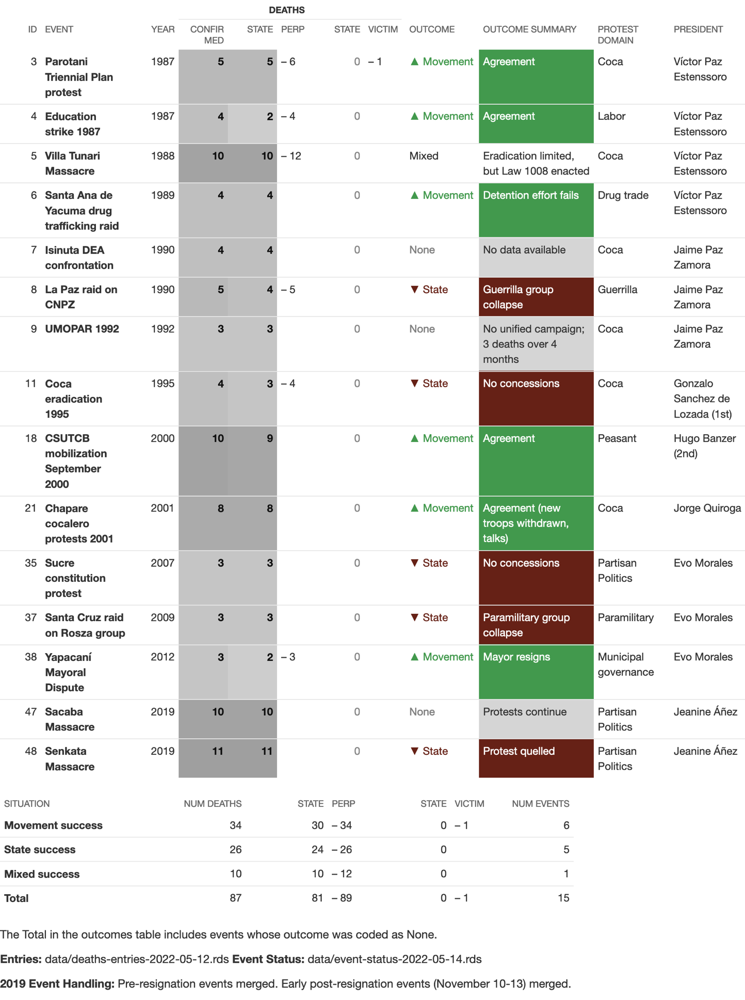 DEATHS
ID EVENT YEAR CONFIR STATE PERP STATE VICTIM OUTCOME OUTCOME SUMMARY PROTEST PRESIDENT
MED DOMAIN
3 Parotani 1987 5 5 – 6 0 – 1 ▲ Movement Agreement Coca Víctor Paz
Triennial Plan Estenssoro
protest
4 Education 1987 4 2 – 4 0 ▲ Movement Agreement Labor Víctor Paz
strike 1987 Estenssoro
5 Villa Tunari 1988 10 10 – 12 0 Mixed Eradication limited, Coca Víctor Paz
Massacre but Law 1008 enacted Estenssoro
6 Santa Ana de 1989 4 4 0 ▲ Movement Detention effort fails Drug trade Víctor Paz
Yacuma drug Estenssoro
trafficking raid
7 Isinuta DEA 1990 4 4 0 None No data available Coca Jaime Paz
confrontation Zamora
8 La Paz raid on 1990 5 4 – 5 0 ▼ State Guerrilla group Guerrilla Jaime Paz
CNPZ collapse Zamora
9 UMOPAR 1992 1992 3 3 0 None No unified campaign; Coca Jaime Paz
3 deaths over 4 Zamora
months
11 Coca 1995 4 3 – 4 0 ▼ State No concessions Coca Gonzalo
eradication Sanchez de
1995 Lozada (1st)
18 CSUTCB 2000 10 9 0 ▲ Movement Agreement Peasant Hugo Banzer
mobilization (2nd)
September
2000
21 Chapare 2001 8 8 0 ▲ Movement Agreement (new Coca Jorge Quiroga
cocalero troops withdrawn,
protests 2001 talks)
35 Sucre 2007 3 3 0 ▼ State No concessions Partisan Evo Morales
constitution Politics
protest
37 Santa Cruz raid 2009 3 3 0 ▼ State Paramilitary group Paramilitary Evo Morales
on Rosza group collapse
38 Yapacaní 2012 3 2 – 3 0 ▲ Movement Mayor resigns Municipal Evo Morales
Mayoral governance
Dispute
47 Sacaba 2019 10 10 0 None Protests continue Partisan Jeanine Áñez
Massacre Politics
48 Senkata 2019 11 11 0 ▼ State Protest quelled Partisan Jeanine Áñez
Massacre Politics
SITUATION NUM DEATHS STATE PERP STATE VICTIM NUM EVENTS
Movement success 34 30 – 34 0 – 1 6
State success 26 24 – 26 0 5
Mixed success 10 10 – 12 0 1
Total 87 81 – 89 0 – 1 15
The Total in the outcomes table includes events whose outcome was coded as None.
Entries: data/deaths-entries-2022-05-12.rds Event Status: data/event-status-2022-05-14.rds
2019 Event Handling: Pre-resignation events merged. Early post-resignation events (November 10-13) merged.